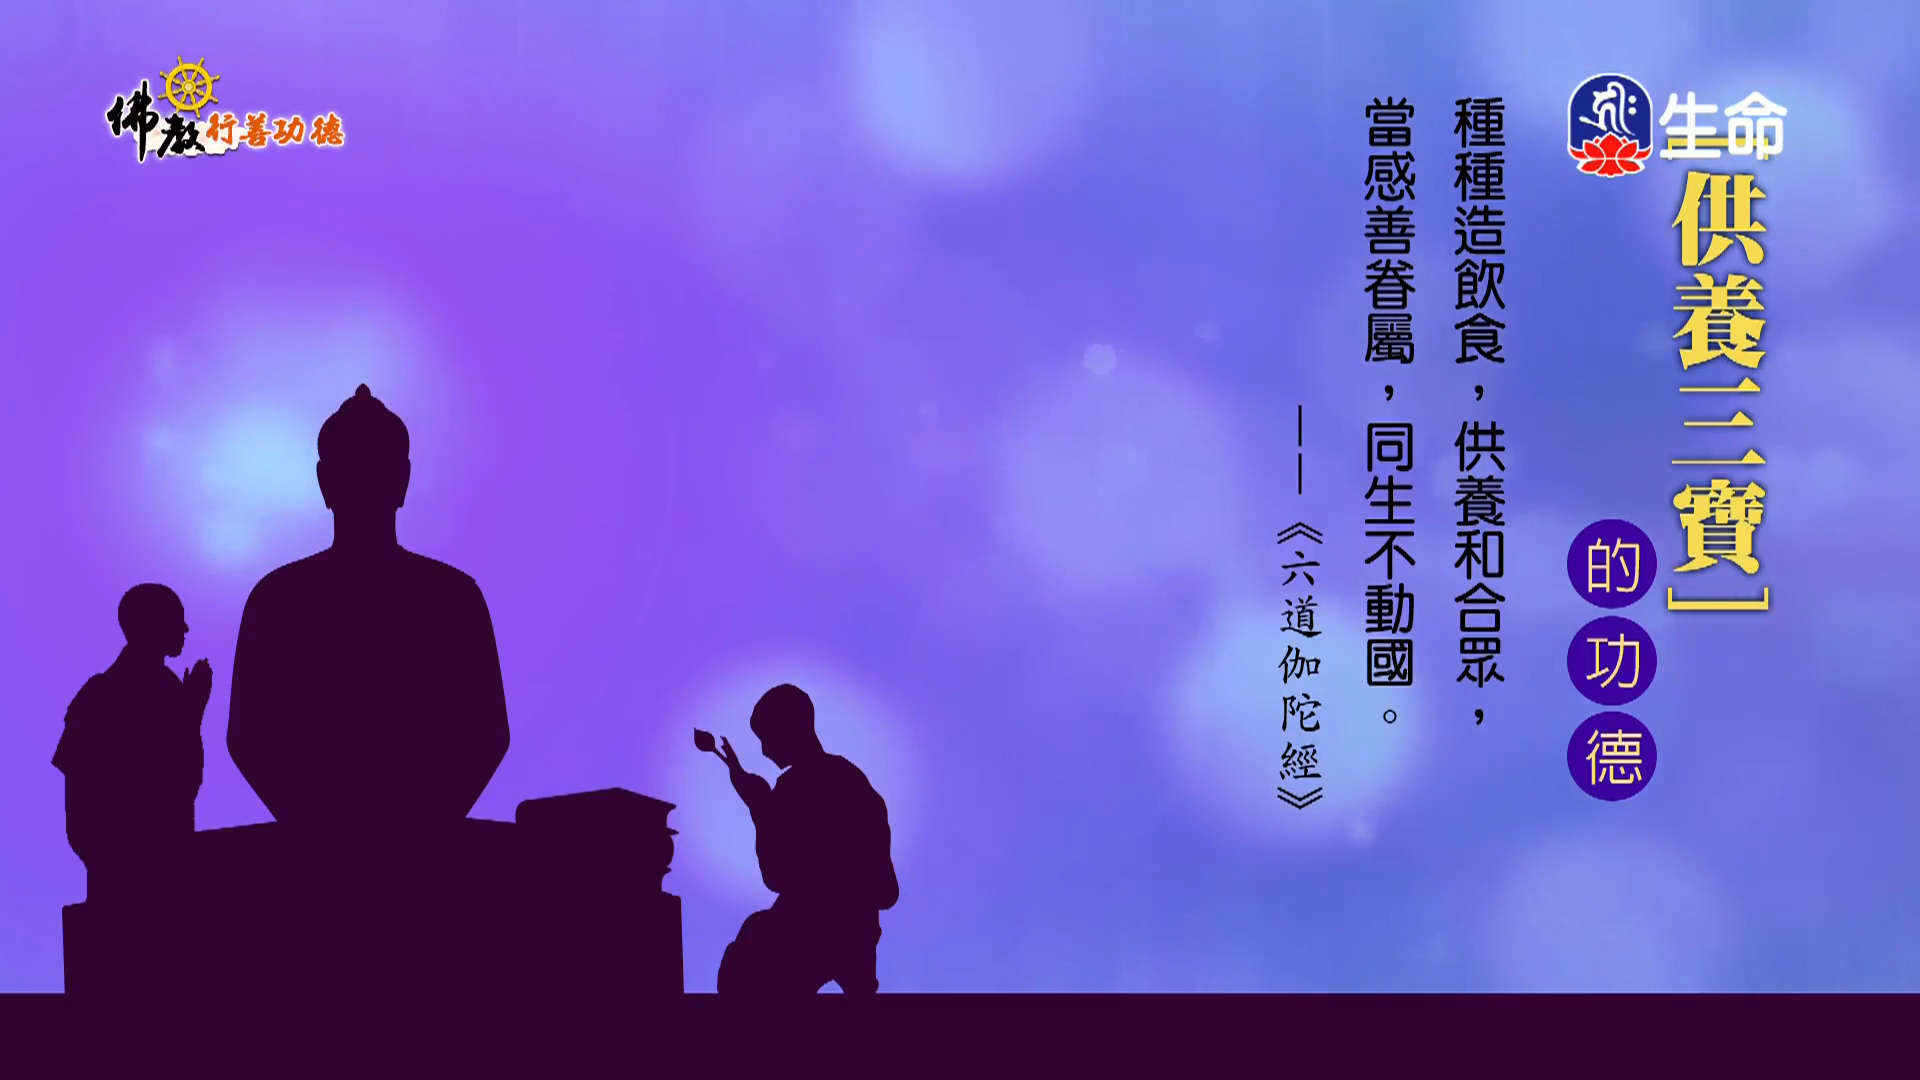 佛教行善功德
生命
供養三寶］
的功德
種種造飲食，供養和合眾，
當感善眷屬，同生不動國。
——《六道伽陀經》